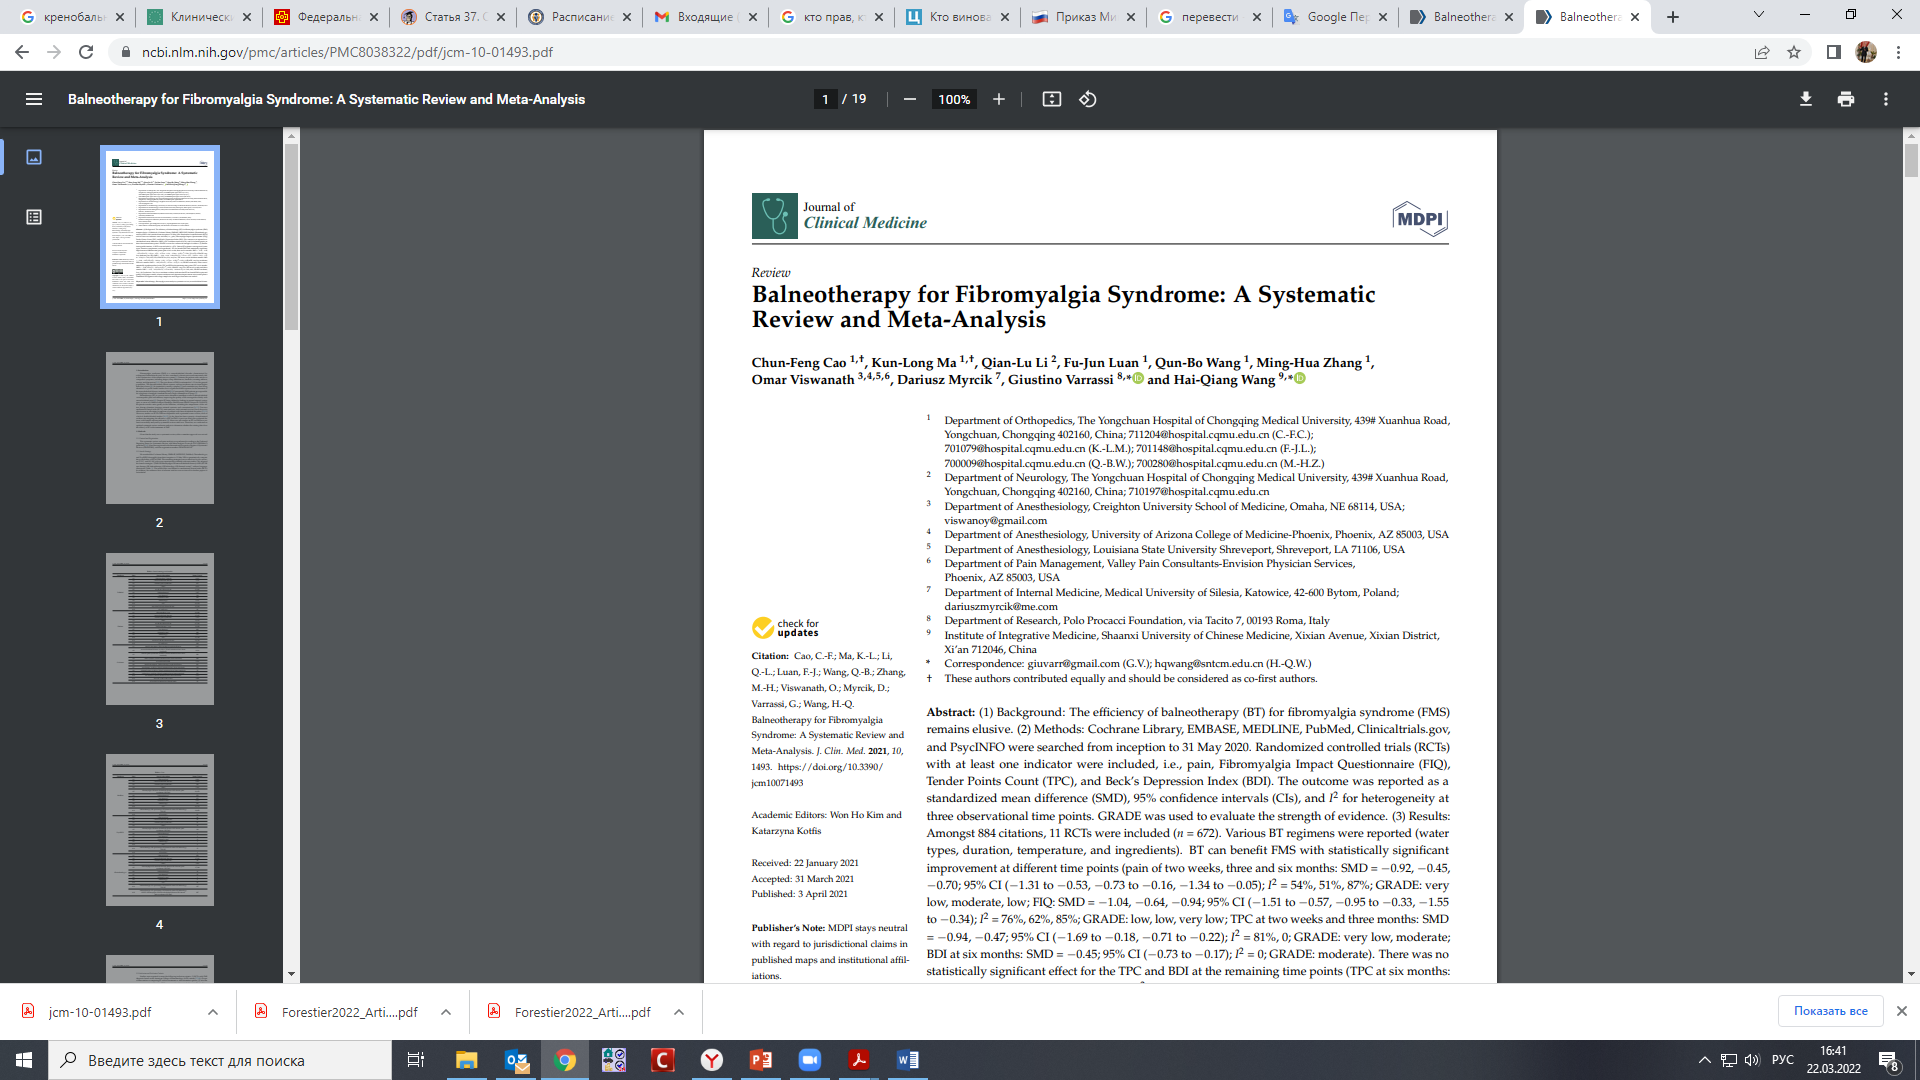 кренобаль
Клинически
Федеральн
Статья 37. С
Расписание
Входящие (
кто прав, к
Кто винова
Приказ Ми
перевести
Google Пер
Balneothera
Balneothera
ncbi.nlm.nih.gov/pmc/articles/PMC8038322/pdf/jcm-10-01493.pdf
Balneotherapy for Fibromyalgia Syndrome: A Systematic Review and Meta-Analysis
1 / 19
100%
1
2
3
4
Journal of
Clinical Medicine
MDPI
Review
Balneotherapy for Fibromyalgia Syndrome: A Systematic
Review and Meta-Analysis
Chun-Feng Cao 1,†, Kun-Long Ma 1,†, Qian-Lu Li 2, Fu-Jun Luan 1, Qun-Bo Wang 1, Ming-Hua Zhang 1,
Omar Viswanath 3,4,5,6, Dariusz Myrcik 7, Giustino Varrassi 8,* and Hai-Qiang Wang 9,*
1 Department of Orthopedics, The Yongchuan Hospital of Chongqing Medical University, 439# Xuanhua Road,
Yongchuan, Chongqing 402160, China; 711204@hospital.cqmu.edu.cn (C.-F.C.);
701079@hospital.cqmu.edu.cn (K.-L.M.); 701148@hospital.cqmu.edu.cn (F.-J.L.);
700009@hospital.cqmu.edu.cn (Q.-B.W.); 700280@hospital.cqmu.edu.cn (M.-H.Z.)
2 Department of Neurology, The Yongchuan Hospital of Chongqing Medical University, 439# Xuanhua Road,
Yongchuan, Chongqing 402160, China; 710197@hospital.cqmu.edu.cn
3 Department of Anesthesiology, Creighton University School of Medicine, Omaha, NE 68114, USA;
viswanoy@gmail.com
4 Department of Anesthesiology, University of Arizona College of Medicine-Phoenix, Phoenix, AZ 85003, USA
5 Department of Anesthesiology, Louisiana State University Shreveport, Shreveport, LA 71106, USA
6 Department of Pain Management, Valley Pain Consultants-Envision Physician Services,
Phoenix, AZ 85003, USA
7 Department of Internal Medicine, Medical University of Silesia, Katowice, 42-600 Bytom, Poland;
dariuszmyrcik@me.com
8 Department of Research, Polo Procacci Foundation, via Tacito 7, 00193 Roma, Italy
9 Institute of Integrative Medicine, Shaanxi University of Chinese Medicine, Xixian Avenue, Xixian District,
Xi'an 712046, China
* Correspondence: giuvarr@gmail.com (G.V.); hqwang@sntcm.edu.cn (H.-Q.W.)
† These authors contributed equally and should be considered as co-first authors.
check for
updates
Citation: Cao, C.-F.; Ma, K.-L.; Li,
Q.-L.; Luan, F.-J.; Wang, Q.-B.; Zhang,
M.-H.; Viswanath, O.; Myrcik, D.;
Varrassi, G.; Wang, H.-Q.
Balneotherapy for Fibromyalgia
Syndrome: A Systematic Review and
Meta-Analysis. J. Clin. Med. 2021, 10,
1493. https://doi.org/10.3390/
jcm10071493
Academic Editors: Won Ho Kim and
Katarzyna Kotfis
Received: 22 January 2021
Accepted: 31 March 2021
Published: 3 April 2021
Publisher's Note: MDPI stays neutral
with regard to jurisdictional claims in
published maps and institutional affil-
iations.
Abstract: (1) Background: The efficiency of balneotherapy (BT) for fibromyalgia syndrome (FMS)
remains elusive. (2) Methods: Cochrane Library, EMBASE, MEDLINE, PubMed, Clinicaltrials.gov,
and PsycINFO were searched from inception to 31 May 2020. Randomized controlled trials (RCTs)
with at least one indicator were included, i.e., pain, Fibromyalgia Impact Questionnaire (FIQ),
Tender Points Count (TPC), and Beck's Depression Index (BDI). The outcome was reported as a
standardized mean difference (SMD), 95% confidence intervals (CIs), and I2 for heterogeneity at
three observational time points. GRADE was used to evaluate the strength of evidence. (3) Results:
Amongst 884 citations, 11 RCTs were included (n = 672). Various BT regimens were reported (water
types, duration, temperature, and ingredients). BT can benefit FMS with statistically significant
improvement at different time points (pain of two weeks, three and six months: SMD = −0.92, −0.45,
−0.70; 95% CI (−1.31 to −0.53, −0.73 to −0.16, −1.34 to −0.05); I2 = 54%, 51%, 87%; GRADE: very
low, moderate, low; FIQ: SMD = −1.04, −0.64, −0.94; 95% CI (−1.51 to −0.57, −0.95 to −0.33, −1.55
to −0.34); I2 = 76%, 62%, 85%; GRADE: low, low, very low; TPC at two weeks and three months: SMD
= −0.94, −0.47; 95% CI (−1.69 to −0.18, −0.71 to −0.22); I2 = 81%, 0; GRADE: very low, moderate;
BDI at six months: SMD = −0.45; 95% CI (−0.73 to −0.17); I2 = 0; GRADE: moderate). There was no
statistically significant effect for the TPC and BDI at the remaining time points (TPC at six months:
jcm-10-01493.pdf
Forestier2022_Arti....pdf
Forestier2022_Arti....pdf
Показать все
Введите здесь текст для поиска
РУС
16:41
22.03.2022
8